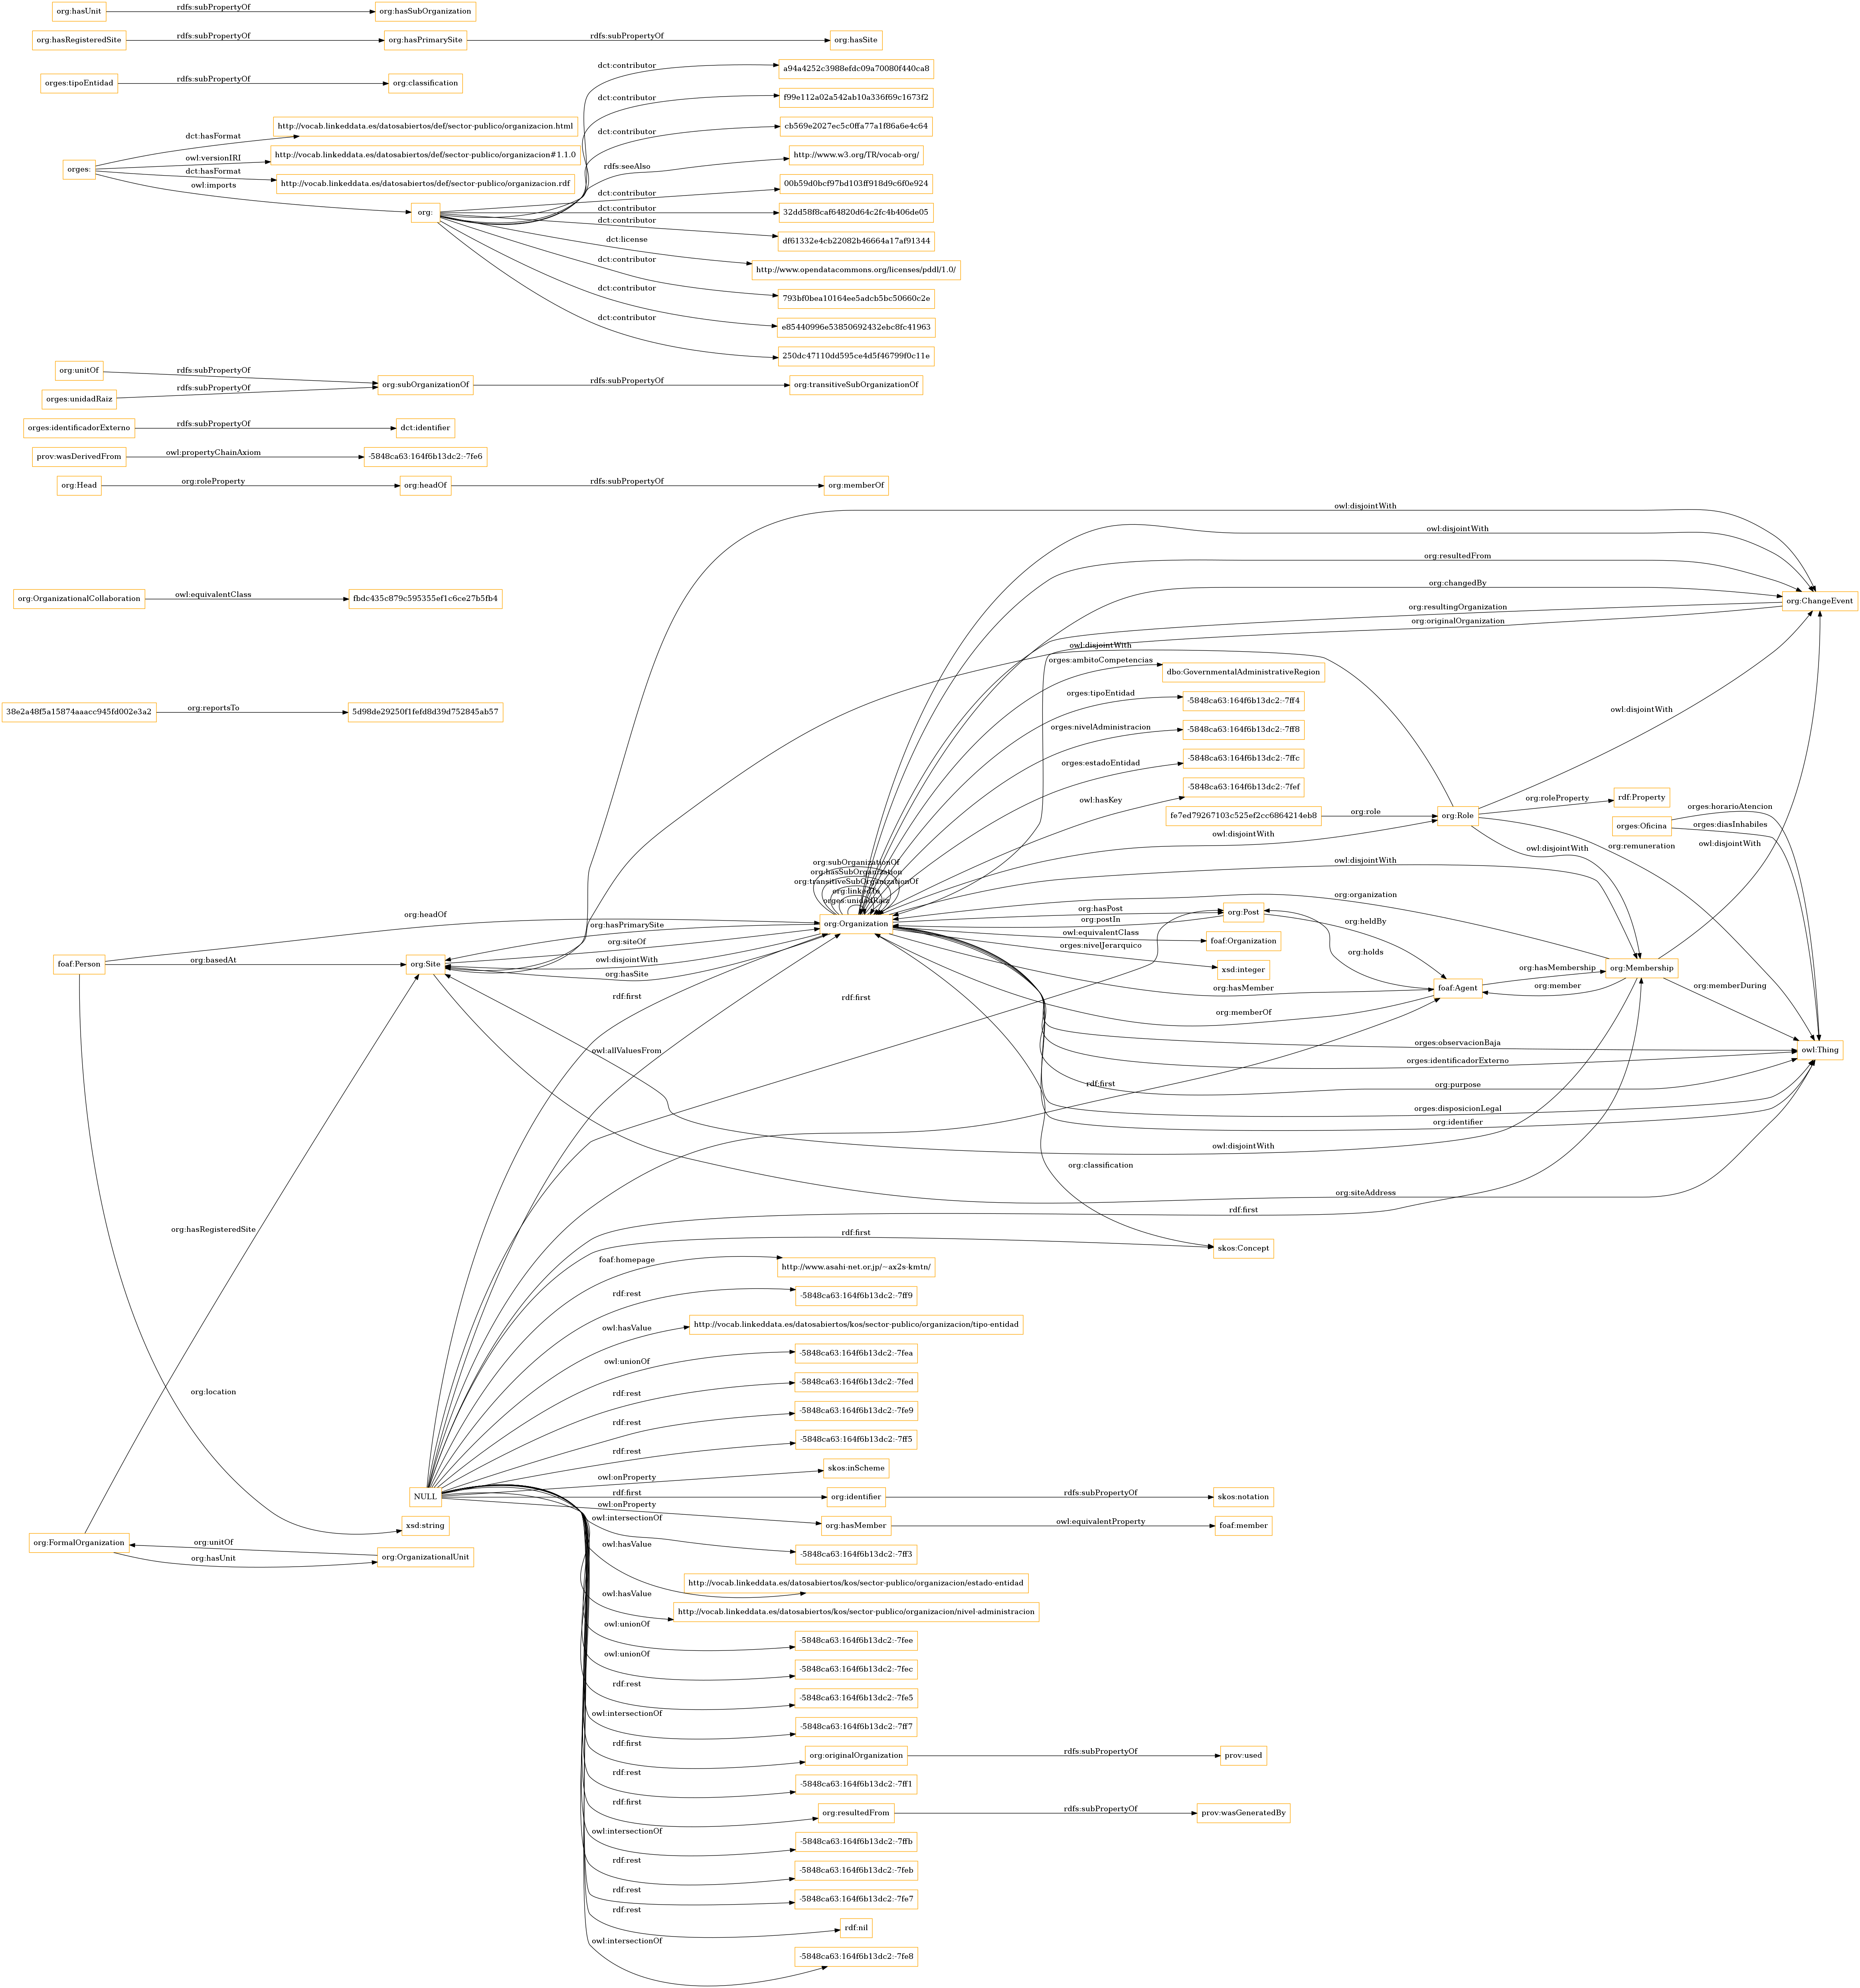 org:hasUnit
rdfs:subPropertyOf
org:hasSubOrganization
org:hasRegisteredSite
rdfs:subPropertyOf
org:hasPrimarySite
rdfs:subPropertyOf
org:hasSite
orges:tipoEntidad
rdfs:subPropertyOf
org:classification
dct:contributor
a94a4252c3988efdc09a70080f440ca8
dct:contributor
f99e112a02a542ab10a336f69c1673f2
dct:contributor
cb569e2027ec5c0ffa77a1f86a6e4c64
rdfs:seeAlso
http://www.w3.org/TR/vocab-org/
orges:
dct:hasFormat
http://vocab.linkeddata.es/datosabiertos/def/sector-publico/organizacion.html
owl:versionIRI
http://vocab.linkeddata.es/datosabiertos/def/sector-publico/organizacion#1.1.0
dct:hasFormat
http://vocab.linkeddata.es/datosabiertos/def/sector-publico/organizacion.rdf
owl:imports
org:
dct:contributor
00b59d0bcf97bd103ff918d9c6f0e924
dct:contributor
32dd58f8caf64820d64c2fc4b406de05
dct:contributor
df61332e4cb22082b46664a17af91344
dct:license
http://www.opendatacommons.org/licenses/pddl/1.0/
dct:contributor
793bf0bea10164ee5adcb5bc50660c2e
dct:contributor
e85440996e53850692432ebc8fc41963
dct:contributor
250dc47110dd595ce4d5f46799f0c11e
org:unitOf
rdfs:subPropertyOf
orges:unidadRaiz
rdfs:subPropertyOf
org:subOrganizationOf
rdfs:subPropertyOf
org:transitiveSubOrganizationOf
orges:identificadorExterno
rdfs:subPropertyOf
dct:identifier
prov:wasDerivedFrom
owl:propertyChainAxiom
-5848ca63:164f6b13dc2:-7fe6
org:Head
org:roleProperty
org:headOf
rdfs:subPropertyOf
org:memberOf
owl:disjointWith
owl:disjointWith
org:resultedFrom
org:changedBy
org:ChangeEvent
org:resultingOrganization
org:originalOrganization
org:OrganizationalCollaboration
owl:equivalentClass
fbdc435c879c595355ef1c6ce27b5fb4
owl:disjointWith
orges:ambitoCompetencias
dbo:GovernmentalAdministrativeRegion
orges:tipoEntidad
-5848ca63:164f6b13dc2:-7ff4
38e2a48f5a15874aaacc945fd002e3a2
org:reportsTo
5d98de29250f1fefd8d39d752845ab57
owl:disjointWith
orges:nivelAdministracion
-5848ca63:164f6b13dc2:-7ff8
orges:estadoEntidad
-5848ca63:164f6b13dc2:-7ffc
owl:hasKey
-5848ca63:164f6b13dc2:-7fef
fe7ed79267103c525ef2cc6864214eb8
org:role
org:Role
org:roleProperty
rdf:Property
orges:Oficina
orges:horarioAtencion
orges:diasInhabiles
owl:disjointWith
org:remuneration
owl:disjointWith
owl:disjointWith
owl:disjointWith
org:subOrganizationOf
org:hasSubOrganization
org:transitiveSubOrganizationOf
org:linkedTo
orges:unidadRaiz
org:Organization
org:organization
org:hasPost
org:postIn
org:Post
org:heldBy
org:holds
owl:equivalentClass
foaf:Organization
orges:nivelJerarquico
xsd:integer
org:hasMember
org:memberOf
foaf:Agent
org:hasMembership
org:member
org:Membership
org:memberDuring
org:headOf
foaf:Person
org:basedAt
org:Site
org:hasPrimarySite
org:siteOf
owl:disjointWith
org:hasSite
rdf:first
rdf:first
owl:allValuesFrom
owl:Thing
orges:observacionBaja
orges:identificadorExterno
rdf:first
org:purpose
orges:disposicionLegal
org:identifier
owl:disjointWith
org:classification
org:siteAddress
rdf:first
rdf:first
skos:Concept
org:hasRegisteredSite
foaf:homepage
http://www.asahi-net.or.jp/~ax2s-kmtn/
rdf:rest
-5848ca63:164f6b13dc2:-7ff9
owl:hasValue
http://vocab.linkeddata.es/datosabiertos/kos/sector-publico/organizacion/tipo-entidad
owl:unionOf
-5848ca63:164f6b13dc2:-7fea
org:location
rdf:rest
-5848ca63:164f6b13dc2:-7fed
rdf:rest
-5848ca63:164f6b13dc2:-7fe9
rdf:rest
-5848ca63:164f6b13dc2:-7ff5
owl:onProperty
skos:inScheme
NULL
rdf:first
org:identifier
rdfs:subPropertyOf
skos:notation
owl:onProperty
org:hasMember
owl:equivalentProperty
foaf:member
xsd:string
org:FormalOrganization
org:unitOf
org:hasUnit
org:OrganizationalUnit
owl:intersectionOf
-5848ca63:164f6b13dc2:-7ff3
owl:hasValue
http://vocab.linkeddata.es/datosabiertos/kos/sector-publico/organizacion/estado-entidad
owl:hasValue
http://vocab.linkeddata.es/datosabiertos/kos/sector-publico/organizacion/nivel-administracion
owl:unionOf
-5848ca63:164f6b13dc2:-7fee
owl:unionOf
-5848ca63:164f6b13dc2:-7fec
rdf:rest
-5848ca63:164f6b13dc2:-7fe5
owl:intersectionOf
-5848ca63:164f6b13dc2:-7ff7
rdf:first
org:originalOrganization
rdfs:subPropertyOf
prov:used
rdf:rest
-5848ca63:164f6b13dc2:-7ff1
rdf:first
org:resultedFrom
rdfs:subPropertyOf
prov:wasGeneratedBy
owl:intersectionOf
-5848ca63:164f6b13dc2:-7ffb
rdf:rest
-5848ca63:164f6b13dc2:-7feb
rdf:rest
-5848ca63:164f6b13dc2:-7fe7
rdf:rest
rdf:nil
owl:intersectionOf
-5848ca63:164f6b13dc2:-7fe8